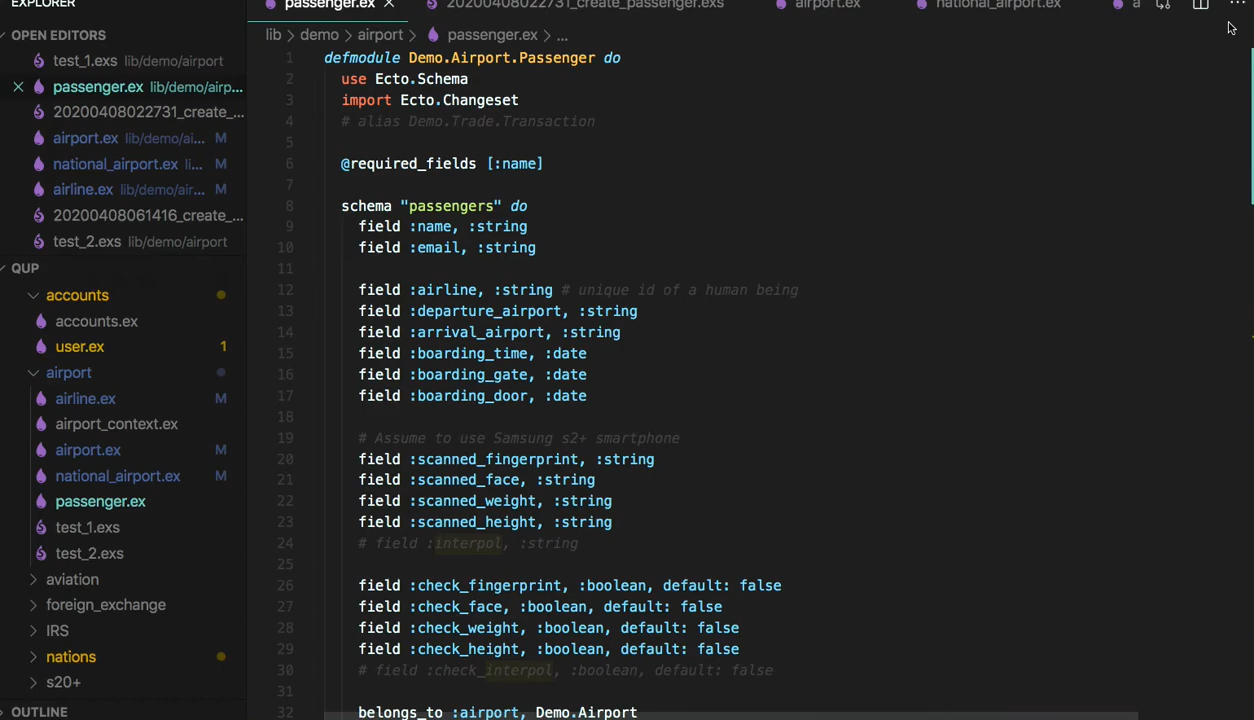 EXPLORER
OPEN EDITORS
test_1.exs lib/demo/airport
passenger.ex lib/demo/airp...
20200408022731_create_...
airport.ex lib/demo/ai... M
national_airport.ex li... M
airline.ex lib/demo/air... M
20200408061416_create_...
test_2.exs lib/demo/airport
QUP
accounts
accounts.ex
user.ex 1
airport
airline.ex M
airport_context.ex
airport.ex M
national_airport.ex M
passenger.ex
test_1.exs
test_2.exs
aviation
foreign_exchange
IRS
nations
s20+
OUTLINE
passenger.ex 20200408022731_create_passenger.exs airport.ex national_airport.ex a
lib > demo > airport > passenger.ex > ...
1 defmodule Demo.Airport.Passenger do
2 use Ecto.Schema
3 import Ecto.Changeset
4 # alias Demo.Trade.Transaction
5
6 @required_fields [:name]
7
8 schema "passengers" do
9 field :name, :string
10 field :email, :string
11
12 field :airline, :string # unique id of a human being
13 field :departure_airport, :string
14 field :arrival_airport, :string
15 field :boarding_time, :date
16 field :boarding_gate, :date
17 field :boarding_door, :date
18
19 # Assume to use Samsung s2+ smartphone
20 field :scanned_fingerprint, :string
21 field :scanned_face, :string
22 field :scanned_weight, :string
23 field :scanned_height, :string
24 # field :interpol, :string
25
26 field :check_fingerprint, :boolean, default: false
27 field :check_face, :boolean, default: false
28 field :check_weight, :boolean, default: false
29 field :check_height, :boolean, default: false
30 # field :check_interpol, :boolean, default: false
31
32 belongs_to :airport, Demo.Airport